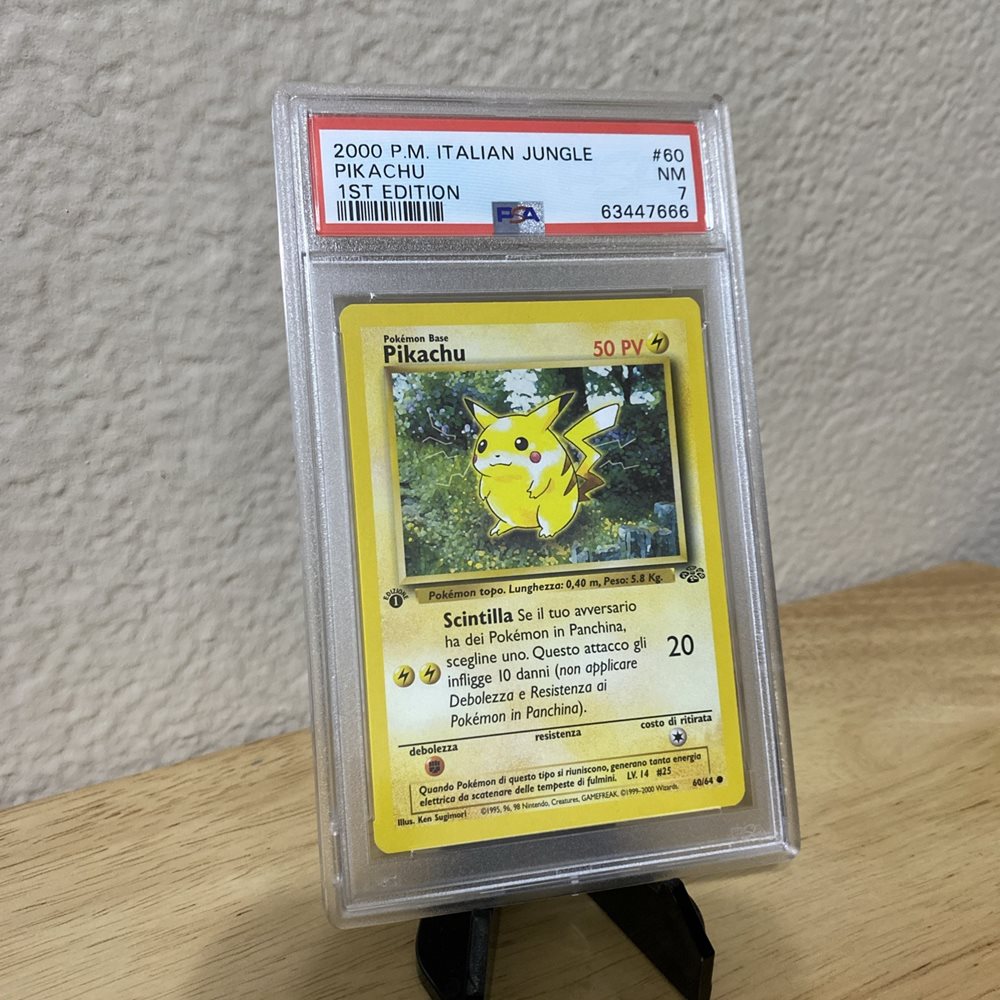 2000 P.M. ITALIAN JUNGLE #60
PIKACHU NM
1ST EDITION 7
PSA 63447666
Pokémon Base
Pikachu 50 PV
EDIZIONE
1
Pokémon topo. Lunghezza: 0,40 m, Peso: 5.8 Kg.
Scintilla Se il tuo avversario
ha dei Pokémon in Panchina,
scegline uno. Questo attacco gli 20
infligge 10 danni (non applicare
Debolezza e Resistenza ai
Pokémon in Panchina).
debolezza resistenza costo di ritirata
Quando Pokémon di questo tipo si riuniscono, generano tanta energia
elettrica da scatenare delle tempeste di fulmini. LV. 14 #25
Illus. Ken Sugimori ©1995, 96, 98 Nintendo, Creatures, GAMEFREAK. ©1999-2000 Wizards. 60/64